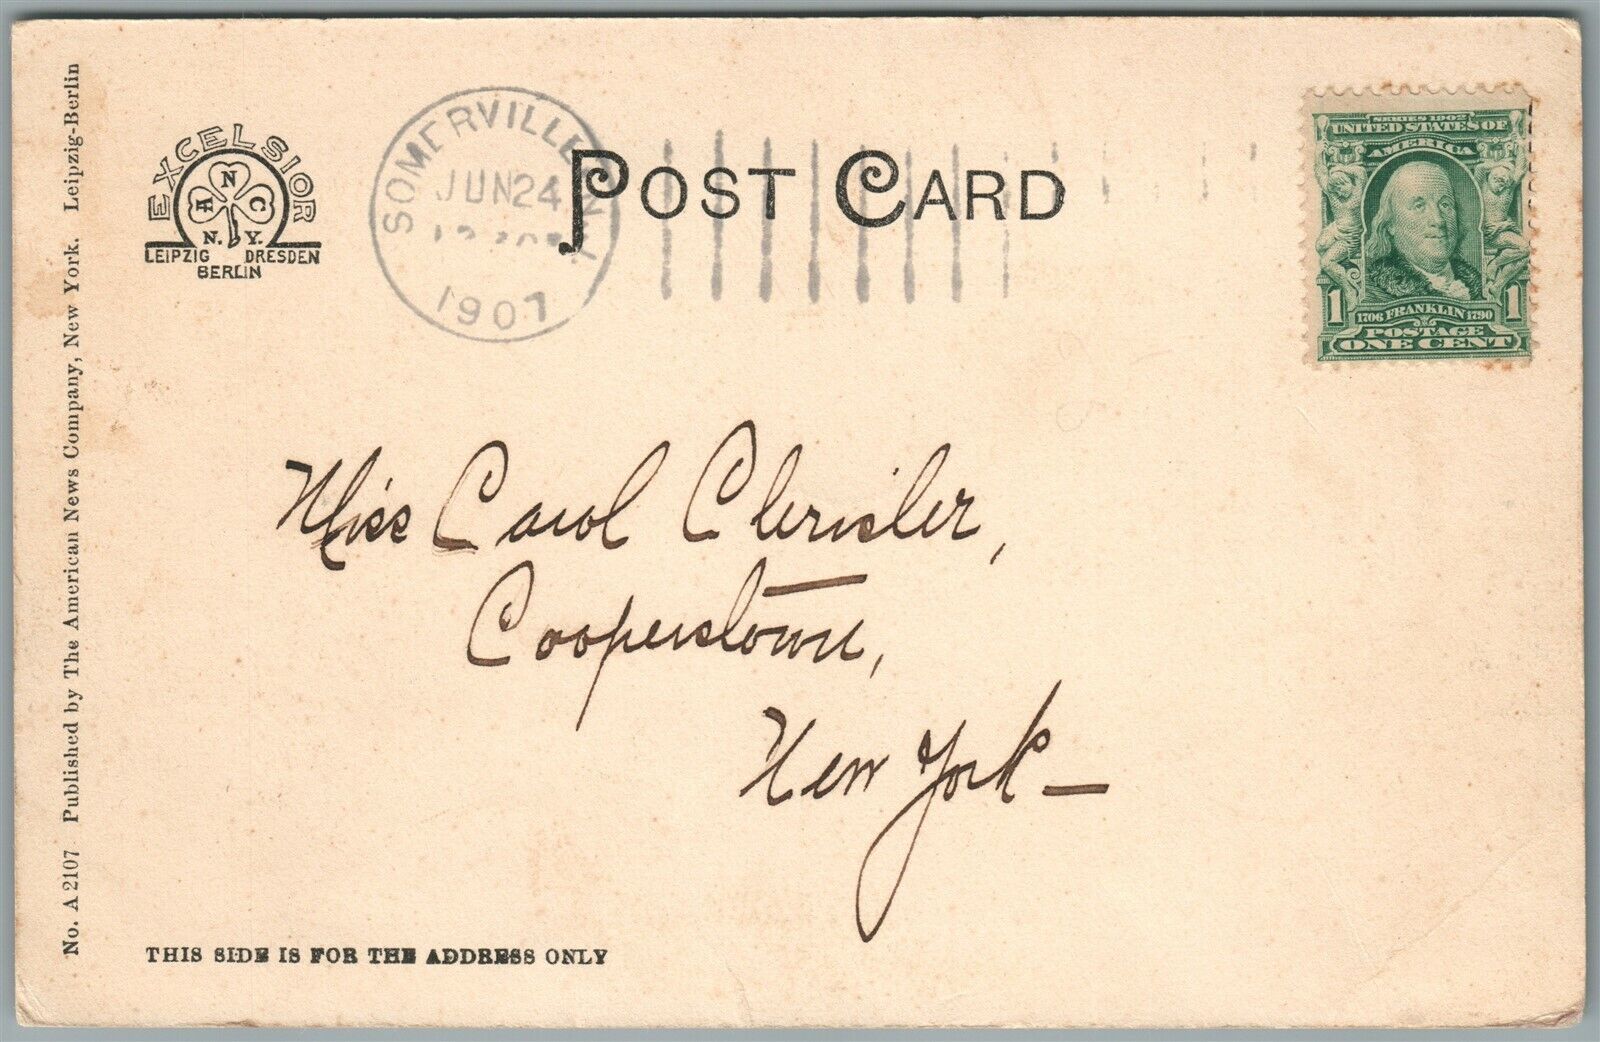 EXCELSIOR
A N C
N. Y.
LEIPZIG DRESDEN
BERLIN
SOMERVILLE N.J.
JUN 24
1907
POST CARD
SERIES 1902
UNITED STATES OF
AMERICA
1 1
1706 FRANKLIN 1790
POSTAGE
ONE CENT
No. A 2107 Published by The American News Company, New York. Leipzig-Berlin
Miss Carol
Cooperstown,
New York —
THIS SIDE IS FOR THE ADDRESS ONLY